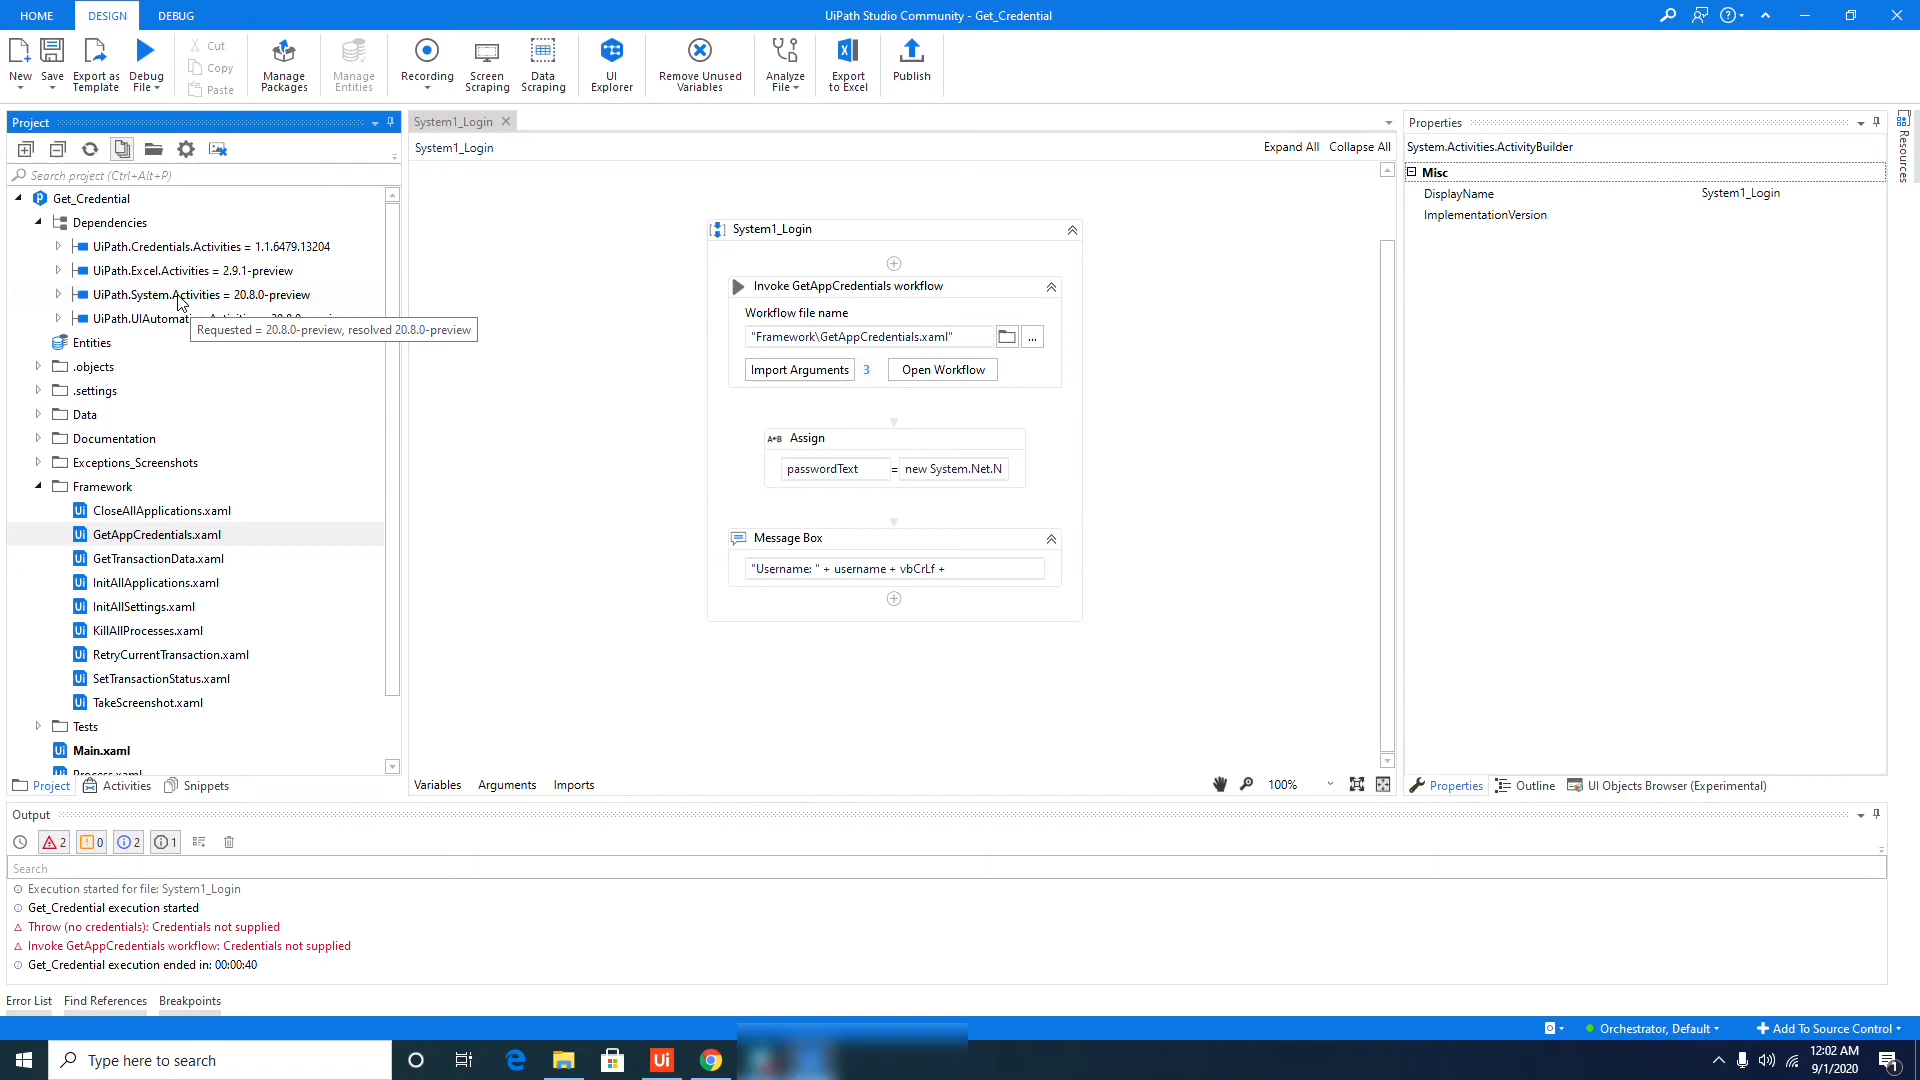 HOME
DESIGN
DEBUG
UiPath Studio Community - Get_Credential
New
Save
Export as
Template
Debug
File
Cut
Copy
Paste
Manage
Packages
Manage
Entities
Recording
Screen
Scraping
Data
Scraping
UI
Explorer
Remove Unused
Variables
Analyze
File
Export
to Excel
Publish
Project
Search project (Ctrl+Alt+P)
Get_Credential
Dependencies
UiPath.Credentials.Activities = 1.1.6479.13204
UiPath.Excel.Activities = 2.9.1-preview
UiPath.System.Activities = 20.8.0-preview
Requested = 20.8.0-preview, resolved 20.8.0-preview
Entities
.objects
.settings
Data
Documentation
Exceptions_Screenshots
Framework
CloseAllApplications.xaml
GetAppCredentials.xaml
GetTransactionData.xaml
InitAllApplications.xaml
InitAllSettings.xaml
KillAllProcesses.xaml
RetryCurrentTransaction.xaml
SetTransactionStatus.xaml
TakeScreenshot.xaml
Tests
Main.xaml
Process.xaml
Project
Activities
Snippets
System1_Login
System1_Login
Expand All
Collapse All
System1_Login
Invoke GetAppCredentials workflow
Workflow file name
"Framework\GetAppCredentials.xaml"
...
Import Arguments
3
Open Workflow
A+B Assign
passwordText
=
new System.Net.N
Message Box
"Username: " + username + vbCrLf +
Variables
Arguments
Imports
100%
Properties
System.Activities.ActivityBuilder
Misc
DisplayName
System1_Login
ImplementationVersion
Resources
Properties
Outline
UI Objects Browser (Experimental)
Output
2
0
2
1
Search
Execution started for file: System1_Login
Get_Credential execution started
Throw (no credentials): Credentials not supplied
Invoke GetAppCredentials workflow: Credentials not supplied
Get_Credential execution ended in: 00:00:40
Error List
Find References
Breakpoints
Orchestrator, Default
Add To Source Control
Type here to search
Ui
12:02 AM
9/1/2020
1